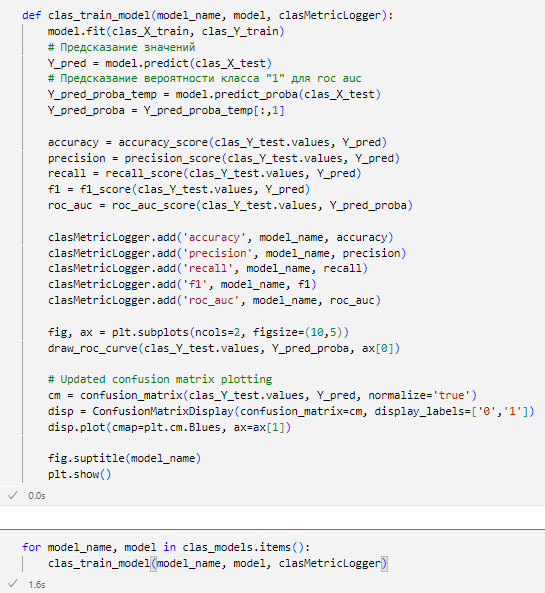 def clas_train_model(model_name, model, clasMetricLogger):
    model.fit(clas_X_train, clas_Y_train)
    # Предсказание значений
    Y_pred = model.predict(clas_X_test)
    # Предсказание вероятности класса "1" для roc auc
    Y_pred_proba_temp = model.predict_proba(clas_X_test)
    Y_pred_proba = Y_pred_proba_temp[:,1]

    accuracy = accuracy_score(clas_Y_test.values, Y_pred)
    precision = precision_score(clas_Y_test.values, Y_pred)
    recall = recall_score(clas_Y_test.values, Y_pred)
    f1 = f1_score(clas_Y_test.values, Y_pred)
    roc_auc = roc_auc_score(clas_Y_test.values, Y_pred_proba)

    clasMetricLogger.add('accuracy', model_name, accuracy)
    clasMetricLogger.add('precision', model_name, precision)
    clasMetricLogger.add('recall', model_name, recall)
    clasMetricLogger.add('f1', model_name, f1)
    clasMetricLogger.add('roc_auc', model_name, roc_auc)

    fig, ax = plt.subplots(ncols=2, figsize=(10,5))
    draw_roc_curve(clas_Y_test.values, Y_pred_proba, ax[0])

    # Updated confusion matrix plotting
    cm = confusion_matrix(clas_Y_test.values, Y_pred, normalize='true')
    disp = ConfusionMatrixDisplay(confusion_matrix=cm, display_labels=['0','1'])
    disp.plot(cmap=plt.cm.Blues, ax=ax[1])

    fig.suptitle(model_name)
    plt.show()
0.0s
for model_name, model in clas_models.items():
    clas_train_model(model_name, model, clasMetricLogger)
1.6s